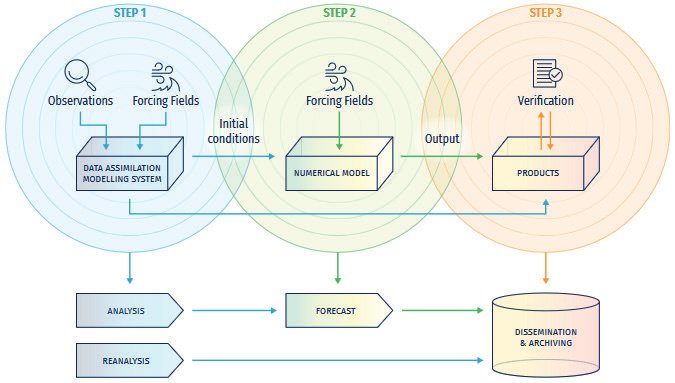 STEP 1
STEP 2
STEP 3
Observations
Forcing Fields
Forcing Fields
Verification
Initial
conditions
Output
DATA ASSIMILATION
MODELLING SYSTEM
NUMERICAL MODEL
PRODUCTS
ANALYSIS
FORECAST
DISSEMINATION
& ARCHIVING
REANALYSIS